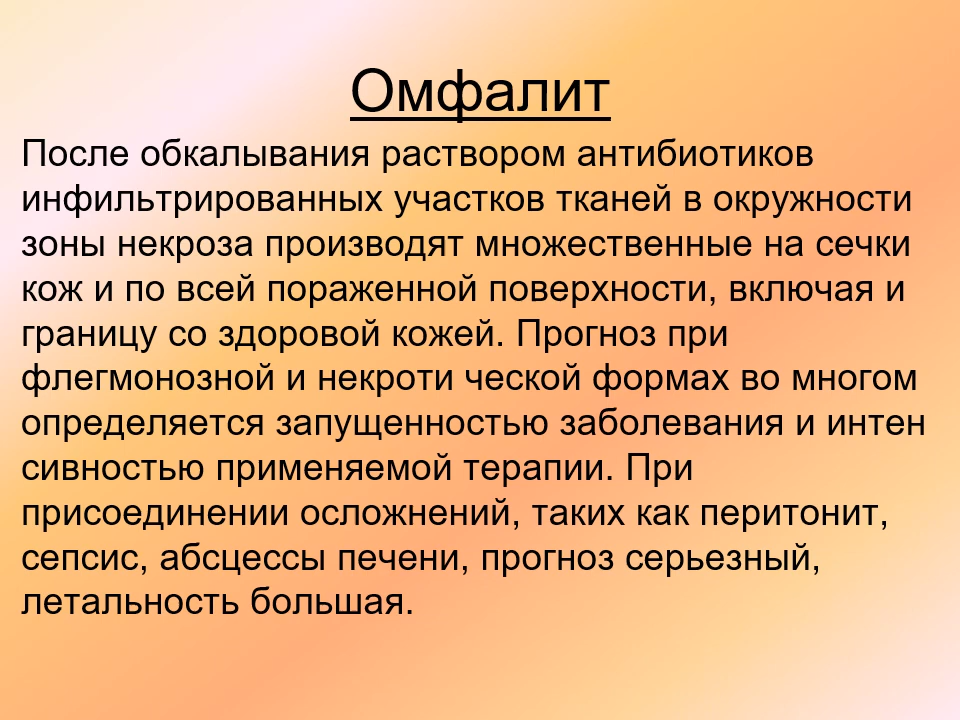 Омфалит
После обкалывания раствором антибиотиков
инфильтрированных участков тканей в окружности
зоны некроза производят множественные на сечки
кож и по всей пораженной поверхности, включая и
границу со здоровой кожей. Прогноз при
флегмонозной и некроти ческой формах во многом
определяется запущенностью заболевания и интен
сивностью применяемой терапии. При
присоединении осложнений, таких как перитонит,
сепсис, абсцессы печени, прогноз серьезный,
летальность большая.